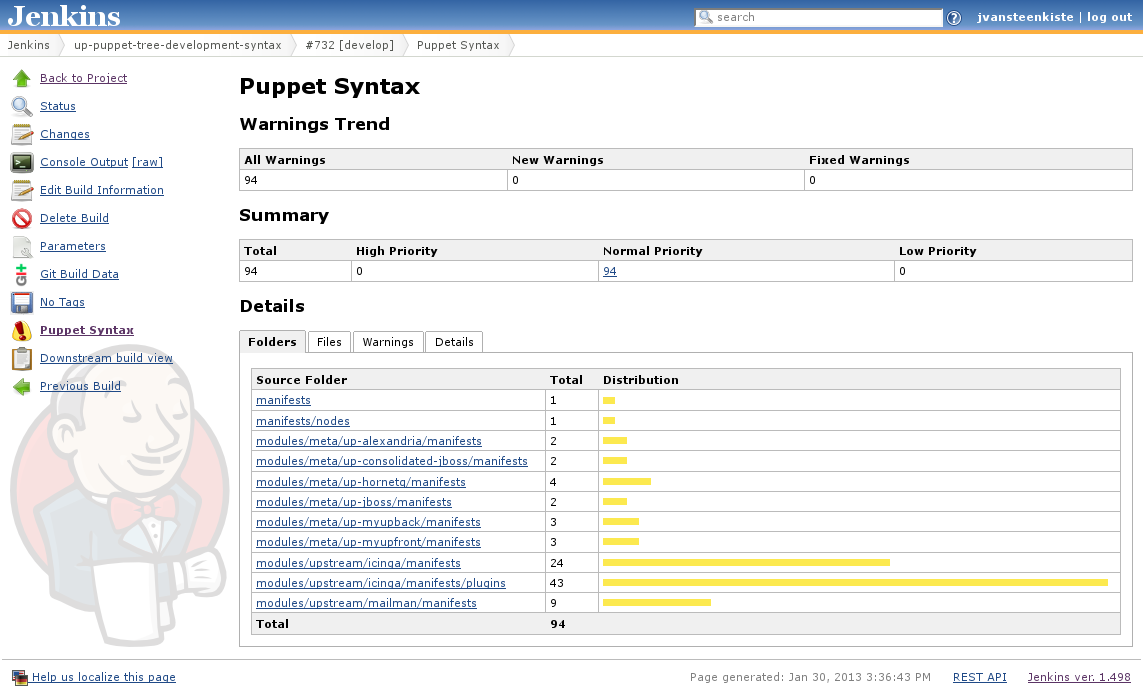 Jenkins
search
jvansteenkiste | log out
Jenkins up-puppet-tree-development-syntax #732 [develop] Puppet Syntax
Back to Project
Status
Changes
Console Output [raw]
Edit Build Information
Delete Build
Parameters
Git Build Data
No Tags
Puppet Syntax
Downstream build view
Previous Build
Puppet Syntax
Warnings Trend
All Warnings New Warnings Fixed Warnings
94 0 0
Summary
Total High Priority Normal Priority Low Priority
94 0 94 0
Details
Folders Files Warnings Details
Source Folder Total Distribution
manifests 1
manifests/nodes 1
modules/meta/up-alexandria/manifests 2
modules/meta/up-consolidated-jboss/manifests 2
modules/meta/up-hornetq/manifests 4
modules/meta/up-jboss/manifests 2
modules/meta/up-myupback/manifests 3
modules/meta/up-myupfront/manifests 3
modules/upstream/icinga/manifests 24
modules/upstream/icinga/manifests/plugins 43
modules/upstream/mailman/manifests 9
Total 94
Help us localize this page
Page generated: Jan 30, 2013 3:36:43 PM REST API Jenkins ver. 1.498